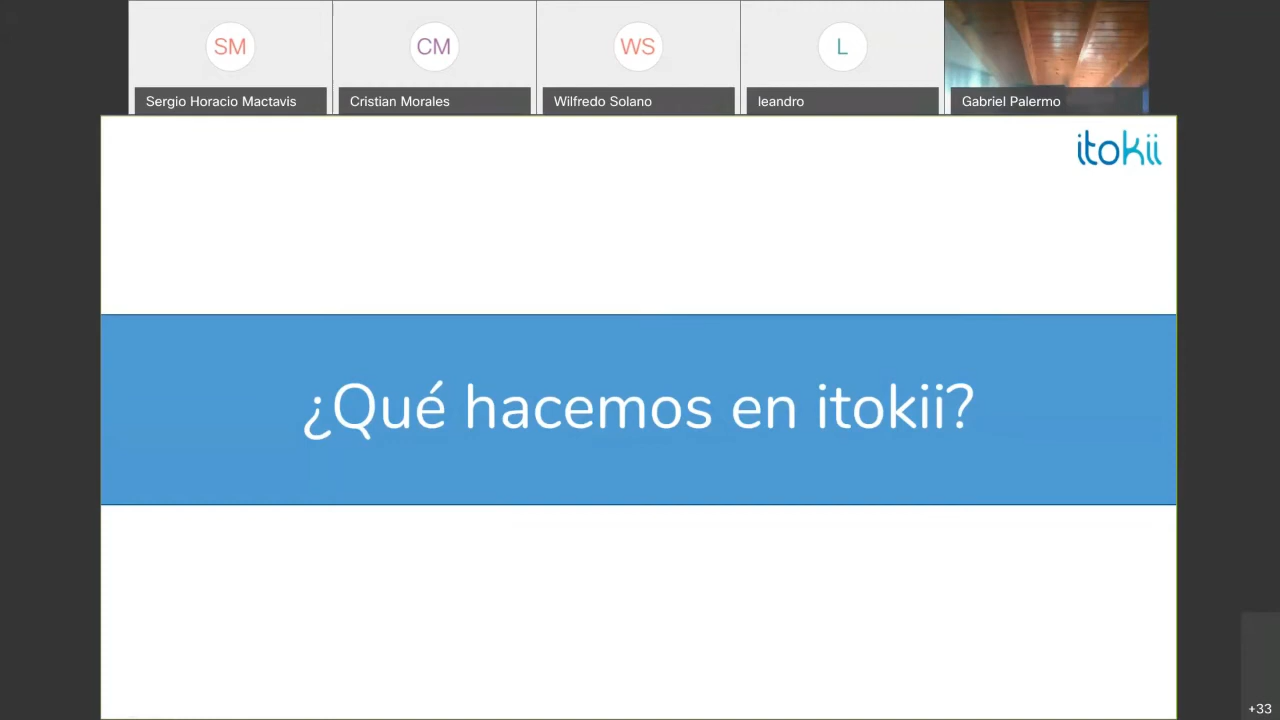 SM
CM
WS
L
Sergio Horacio Mactavis
Cristian Morales
Wilfredo Solano
leandro
Gabriel Palermo
itokii
¿Qué hacemos en itokii?
+33